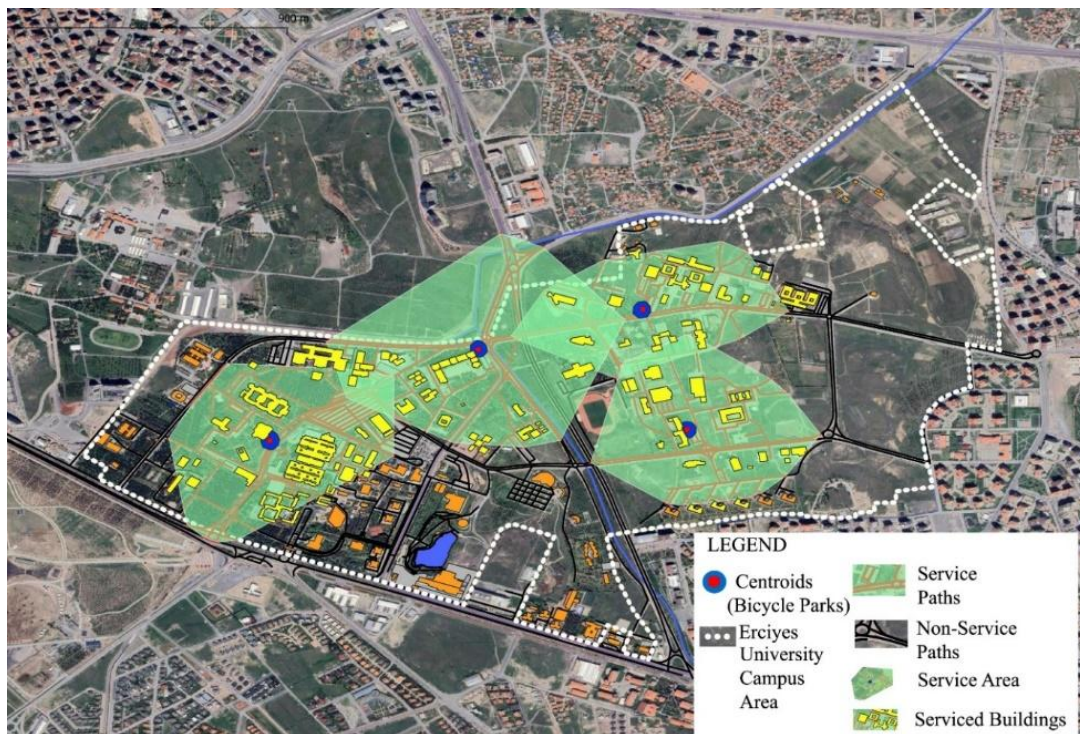 900 m
LEGEND
Centroids
(Bicycle Parks)
Erciyes
University
Campus
Area
Service
Paths
Non-Service
Paths
Service Area
Serviced Buildings